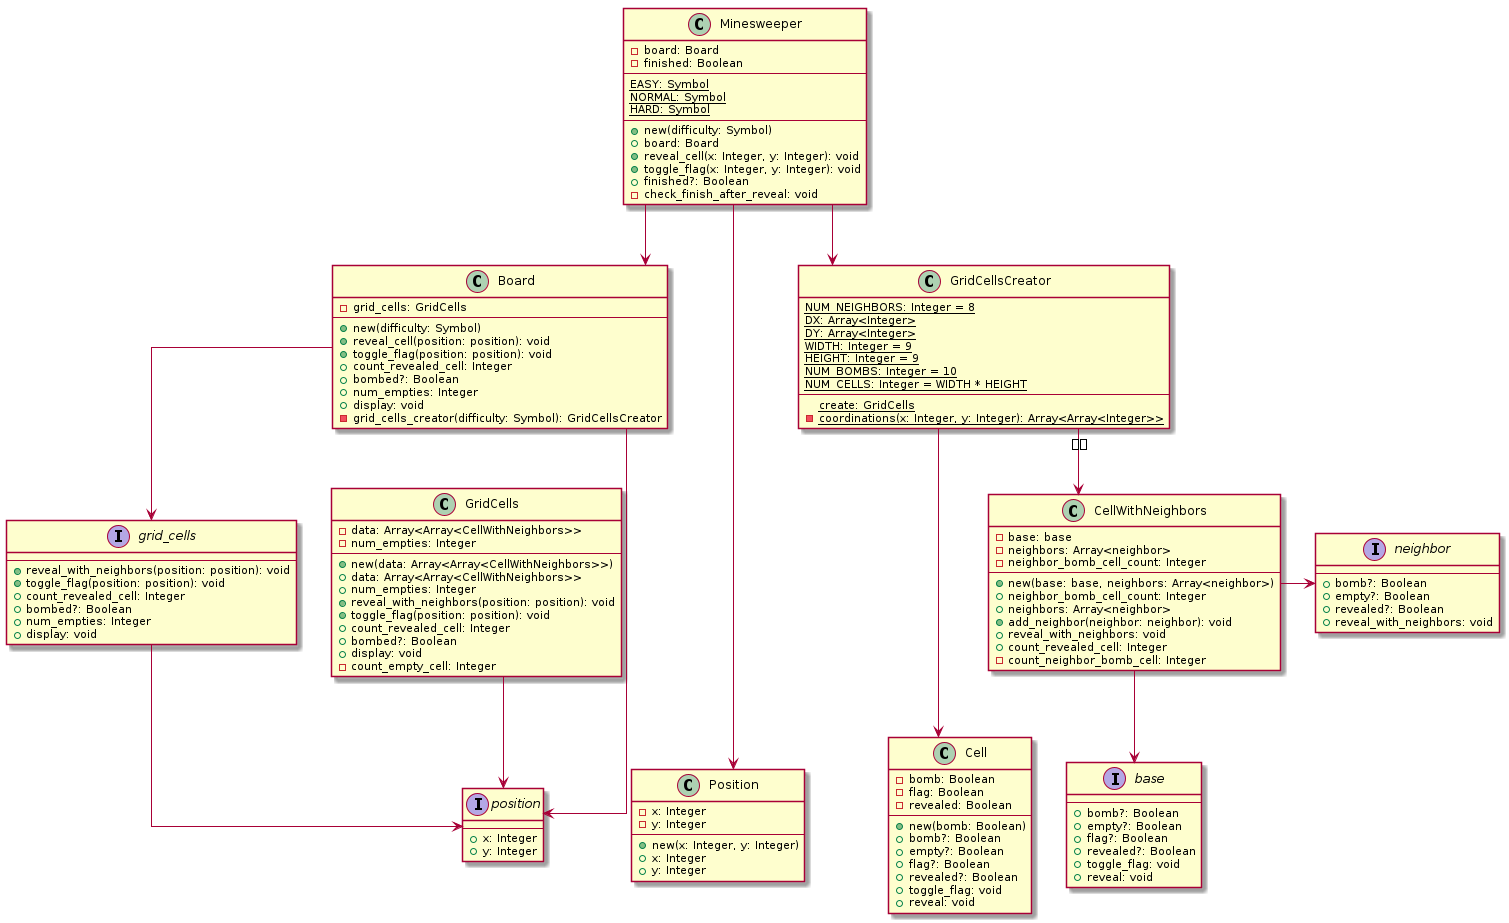 C Minesweeper
board: Board
finished: Boolean
EASY: Symbol
NORMAL: Symbol
HARD: Symbol
new(difficulty: Symbol)
board: Board
reveal_cell(x: Integer, y: Integer): void
toggle_flag(x: Integer, y: Integer): void
finished?: Boolean
check_finish_after_reveal: void
C Board
grid_cells: GridCells
new(difficulty: Symbol)
reveal_cell(position: position): void
toggle_flag(position: position): void
count_revealed_cell: Integer
bombed?: Boolean
num_empties: Integer
display: void
grid_cells_creator(difficulty: Symbol): GridCellsCreator
C GridCellsCreator
NUM_NEIGHBORS: Integer = 8
DX: Array<Integer>
DY: Array<Integer>
WIDTH: Integer = 9
HEIGHT: Integer = 9
NUM_BOMBS: Integer = 10
NUM_CELLS: Integer = WIDTH * HEIGHT
create: GridCells
coordinations(x: Integer, y: Integer): Array<Array<Integer>>
I grid_cells
reveal_with_neighbors(position: position): void
toggle_flag(position: position): void
count_revealed_cell: Integer
bombed?: Boolean
num_empties: Integer
display: void
C GridCells
data: Array<Array<CellWithNeighbors>>
num_empties: Integer
new(data: Array<Array<CellWithNeighbors>>)
data: Array<Array<CellWithNeighbors>>
num_empties: Integer
reveal_with_neighbors(position: position): void
toggle_flag(position: position): void
count_revealed_cell: Integer
bombed?: Boolean
display: void
count_empty_cell: Integer
C CellWithNeighbors
base: base
neighbors: Array<neighbor>
neighbor_bomb_cell_count: Integer
new(base: base, neighbors: Array<neighbor>)
neighbor_bomb_cell_count: Integer
neighbors: Array<neighbor>
add_neighbor(neighbor: neighbor): void
reveal_with_neighbors: void
count_revealed_cell: Integer
count_neighbor_bomb_cell: Integer
I neighbor
bomb?: Boolean
empty?: Boolean
revealed?: Boolean
reveal_with_neighbors: void
I position
x: Integer
y: Integer
C Position
x: Integer
y: Integer
new(x: Integer, y: Integer)
x: Integer
y: Integer
C Cell
bomb: Boolean
flag: Boolean
revealed: Boolean
new(bomb: Boolean)
bomb?: Boolean
empty?: Boolean
flag?: Boolean
revealed?: Boolean
toggle_flag: void
reveal: void
I base
bomb?: Boolean
empty?: Boolean
flag?: Boolean
revealed?: Boolean
toggle_flag: void
reveal: void